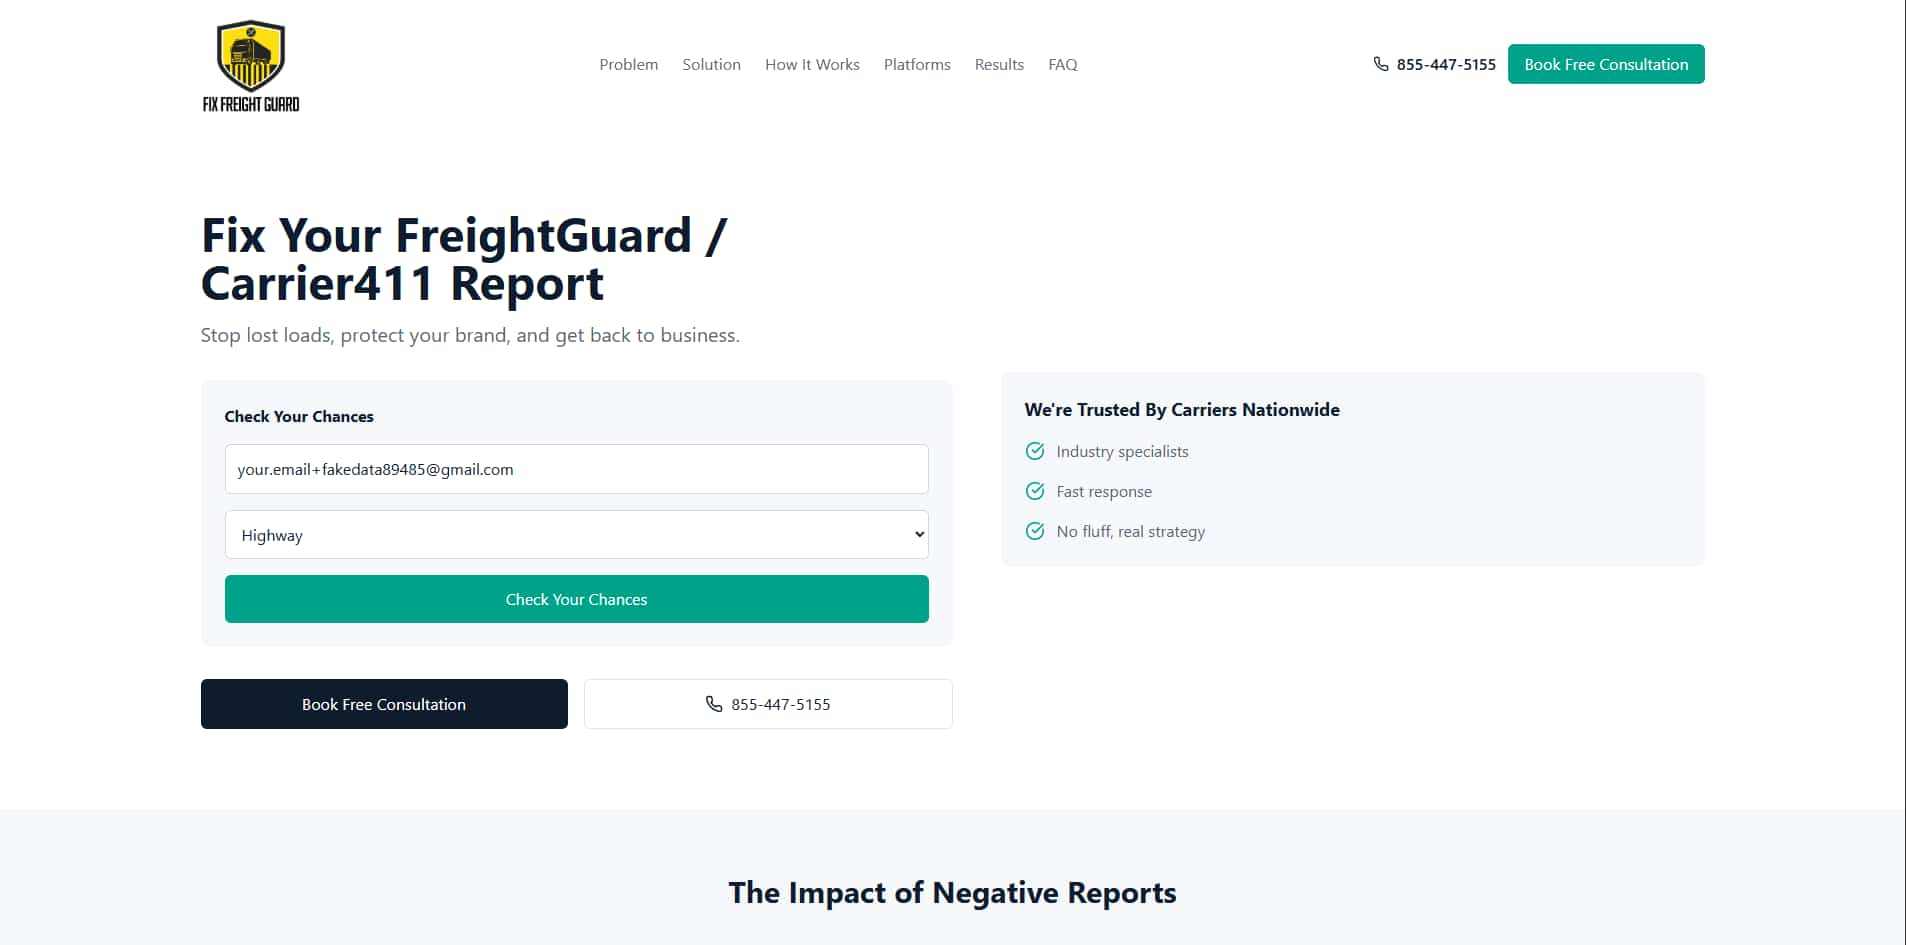 FIX FREIGHT GUARD
Problem
Solution
How It Works
Platforms
Results
FAQ
855-447-5155
Book Free Consultation
Fix Your FreightGuard /
Carrier411 Report
Stop lost loads, protect your brand, and get back to business.
Check Your Chances
your.email+fakedata89485@gmail.com
Highway
Check Your Chances
Book Free Consultation
855-447-5155
We're Trusted By Carriers Nationwide
Industry specialists
Fast response
No fluff, real strategy
The Impact of Negative Reports